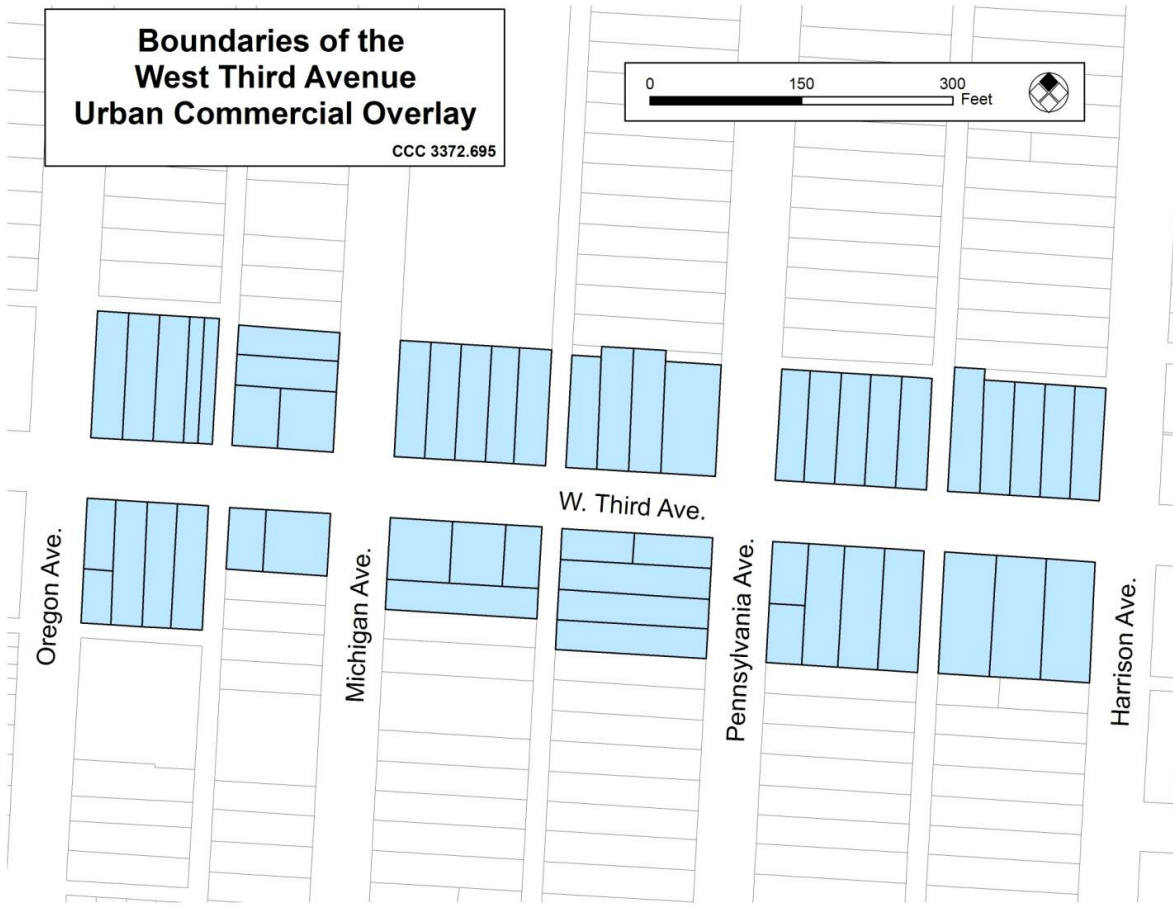 Boundaries of the
West Third Avenue
Urban Commercial Overlay
CCC 3372.695
0 150 300
Feet
W. Third Ave.
Oregon Ave.
Michigan Ave.
Pennsylvania Ave.
Harrison Ave.